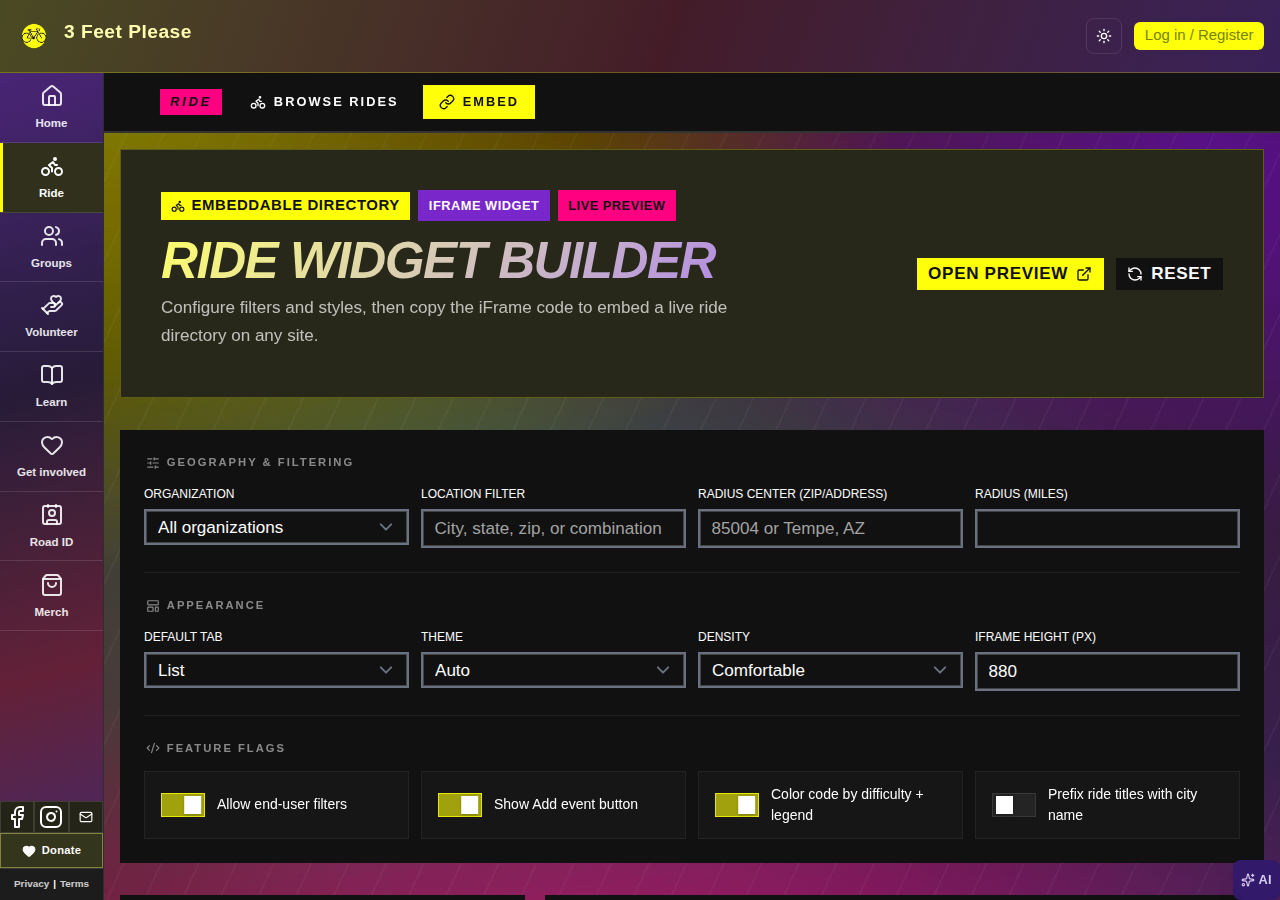 3 Feet Please
Log in / Register
Home
Ride
Groups
Volunteer
Learn
Get involved
Road ID
Merch
Donate
Privacy | Terms
RIDE
BROWSE RIDES
EMBED
EMBEDDABLE DIRECTORY
IFRAME WIDGET
LIVE PREVIEW
RIDE WIDGET BUILDER
Configure filters and styles, then copy the iFrame code to embed a live ride
directory on any site.
OPEN PREVIEW
RESET
GEOGRAPHY & FILTERING
ORGANIZATION
LOCATION FILTER
RADIUS CENTER (ZIP/ADDRESS)
RADIUS (MILES)
All organizations
City, state, zip, or combination
85004 or Tempe, AZ
APPEARANCE
DEFAULT TAB
THEME
DENSITY
IFRAME HEIGHT (PX)
List
Auto
Comfortable
880
FEATURE FLAGS
Allow end-user filters
Show Add event button
Color code by difficulty +
legend
Prefix ride titles with city
name
AI